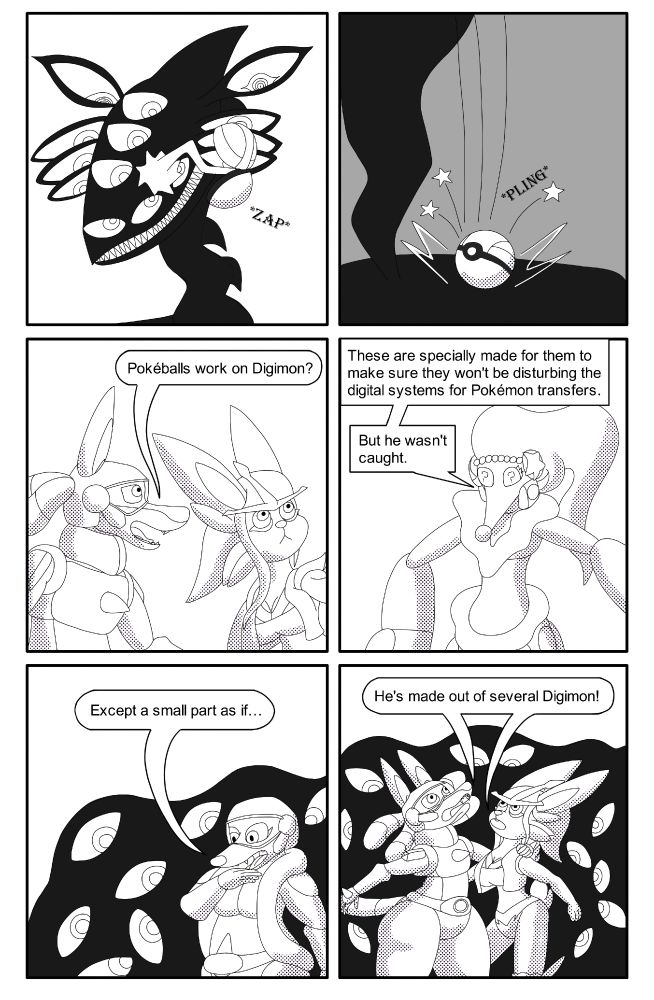 *ZAP*
*PLING*
Pokéballs work on Digimon?
These are specially made for them to
make sure they won't be disturbing the
digital systems for Pokémon transfers.
But he wasn't
caught.
Except a small part as if...
He's made out of several Digimon!